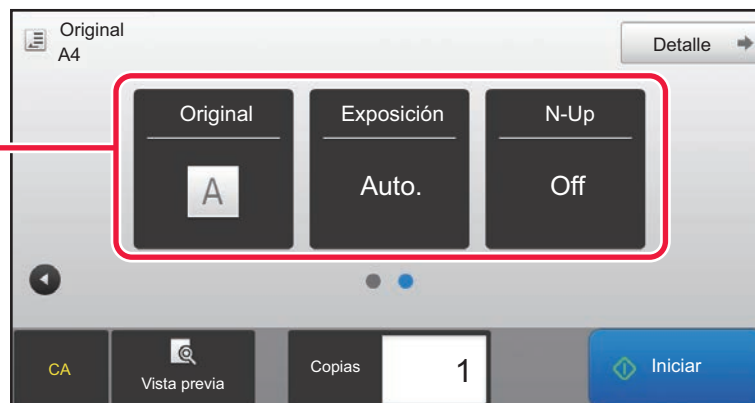 Original
A4
Detalle
Original
Exposición
N-Up
A
Auto.
Off
CA
Vista previa
Copias
1
Iniciar